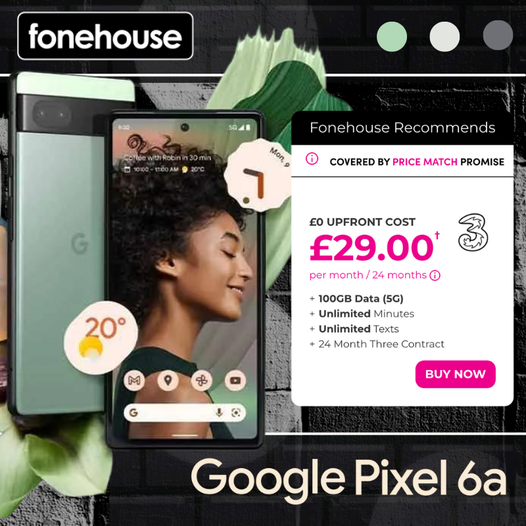 fonehouse
Fonehouse Recommends
COVERED BY PRICE MATCH PROMISE
£0 UPFRONT COST
£29.00†
per month / 24 months
+ 100GB Data (5G)
+ Unlimited Minutes
+ Unlimited Texts
+ 24 Month Three Contract
BUY NOW
5G
Coffee with Robin in 30 min
10:00 - 11:00 AM 20°C
Mon, 9
20°
G
G
Google Pixel 6a